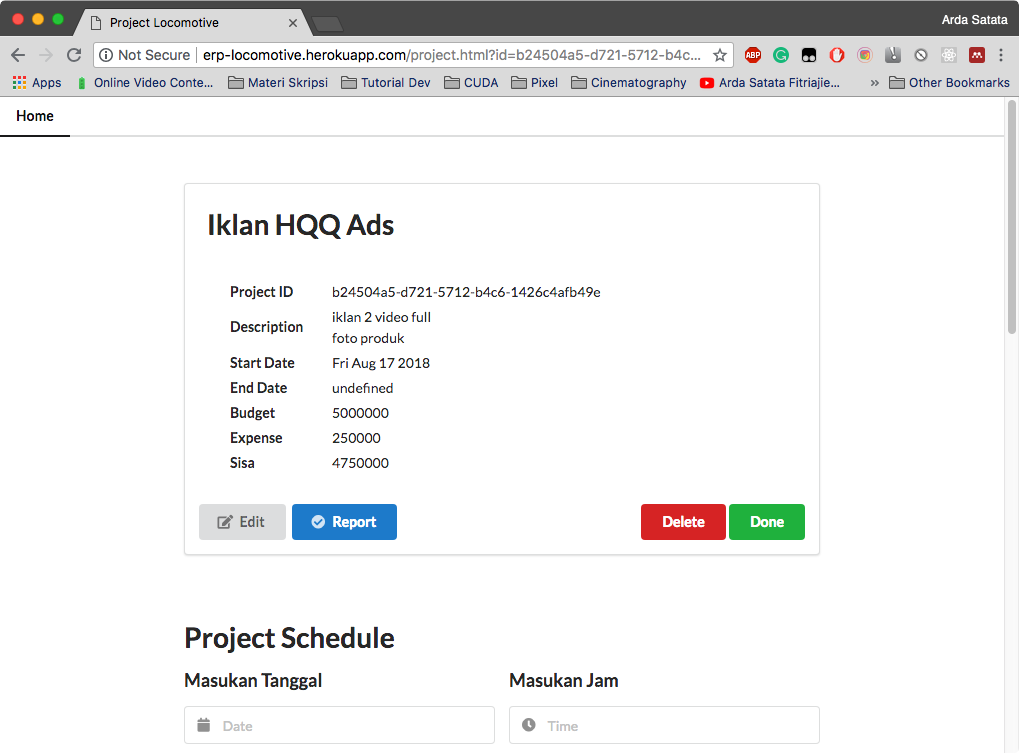 Project Locomotive
Arda Satata
Not Secure erp-locomotive.herokuapp.com/project.html?id=b24504a5-d721-5712-b4c...
ABP
Apps Online Video Conte... Materi Skripsi Tutorial Dev CUDA Pixel Cinematography Arda Satata Fitriajie... » Other Bookmarks
Home
Iklan HQQ Ads
Project ID b24504a5-d721-5712-b4c6-1426c4afb49e
Description iklan 2 video full
foto produk
Start Date Fri Aug 17 2018
End Date undefined
Budget 5000000
Expense 250000
Sisa 4750000
Edit Report Delete Done
Project Schedule
Masukan Tanggal Masukan Jam
Date Time